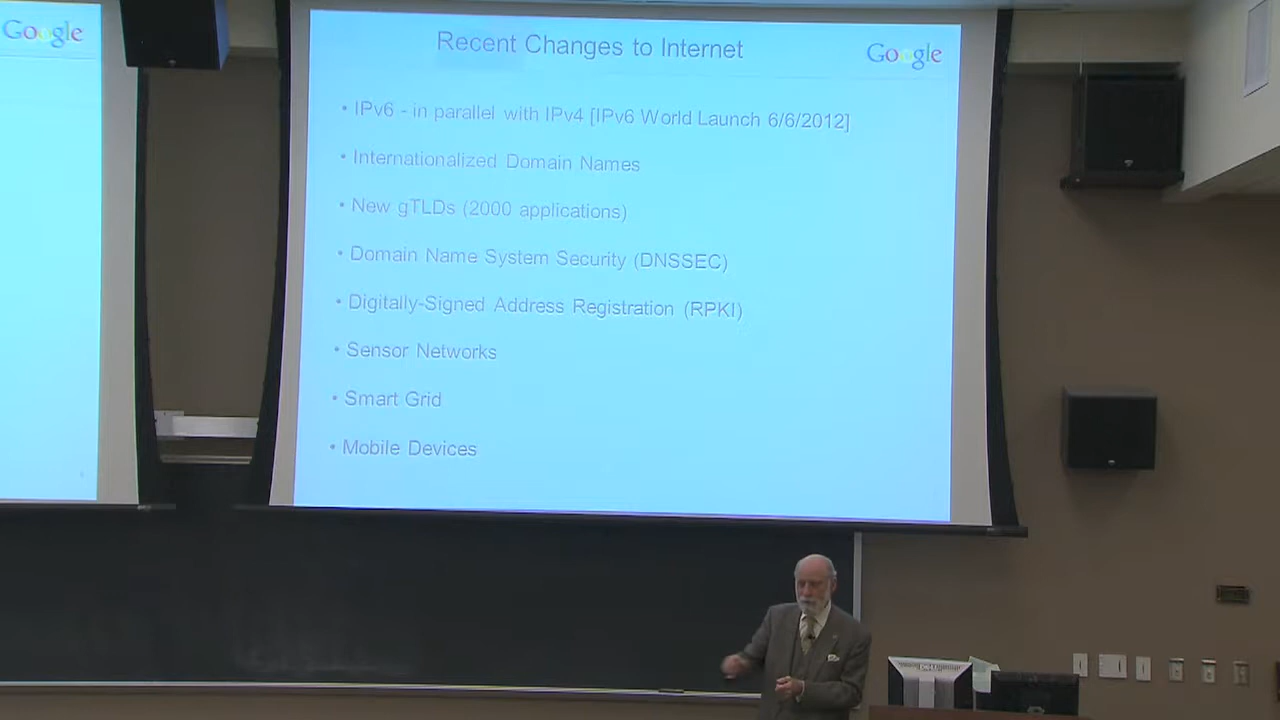 Google
Recent Changes to Internet
Google
• IPv6 - in parallel with IPv4 [IPv6 World Launch 6/6/2012]
• Internationalized Domain Names
• New gTLDs (2000 applications)
• Domain Name System Security (DNSSEC)
• Digitally-Signed Address Registration (RPKI)
• Sensor Networks
• Smart Grid
• Mobile Devices
DELL